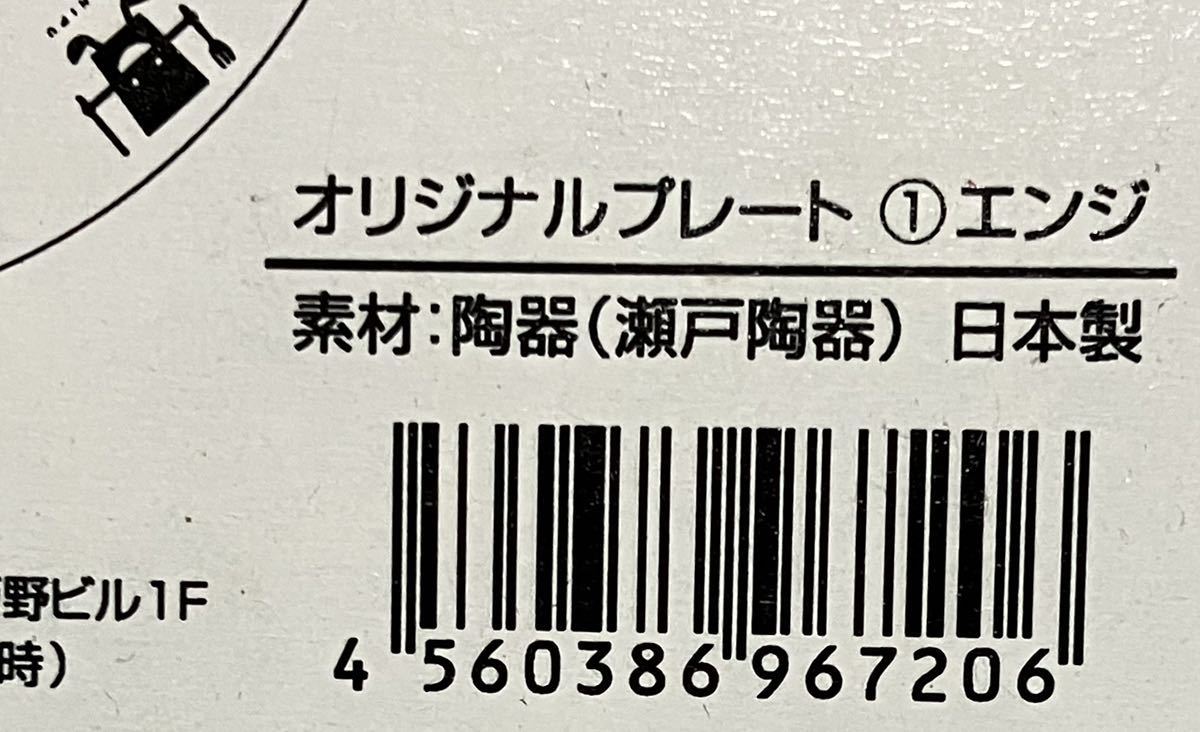 オリジナルプレート ①エンジ
素材:陶器(瀬戸陶器) 日本製
野ビル1F
時)
4 560386 967206